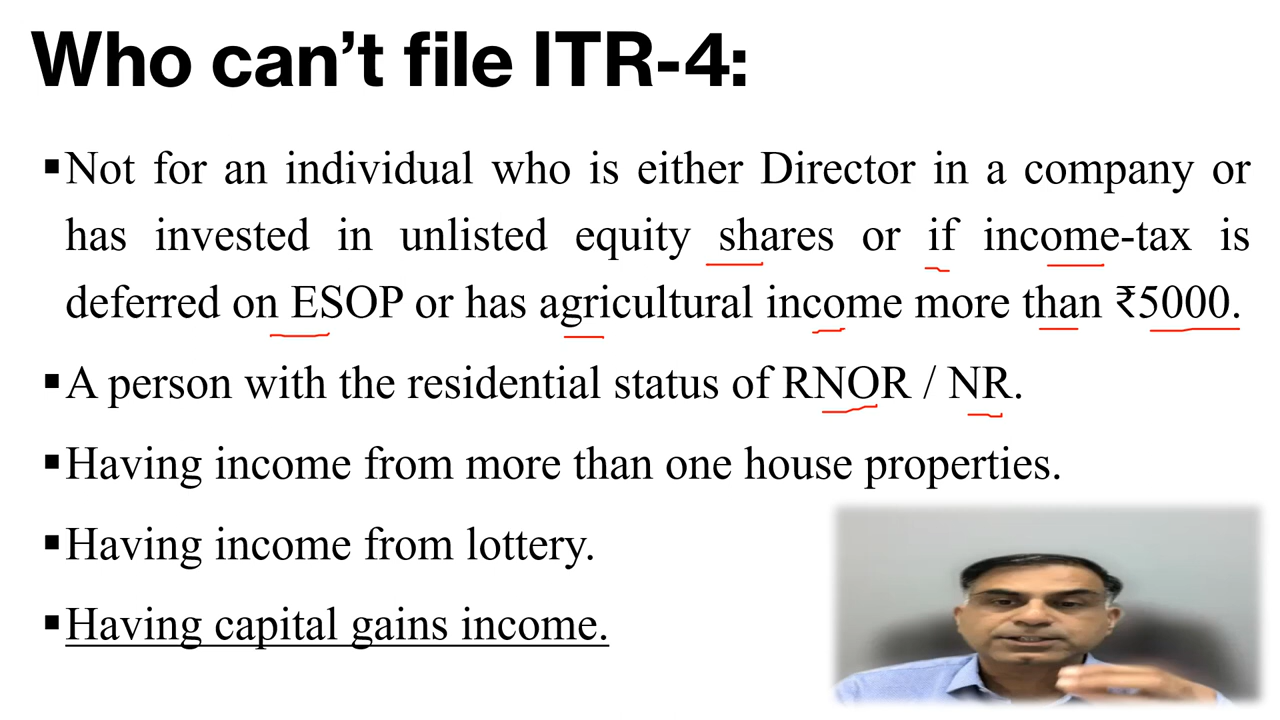 Who can’t file ITR-4:
▪Not for an individual who is either Director in a company or
has invested in unlisted equity shares or if income-tax is
deferred on ESOP or has agricultural income more than ₹5000.
▪A person with the residential status of RNOR / NR.
▪Having income from more than one house properties.
▪Having income from lottery.
▪Having capital gains income.